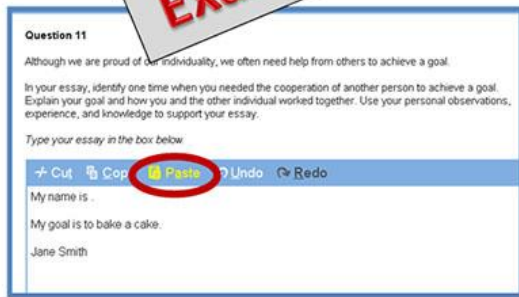 Question 11
Although we are proud of our individuality, we often need help from others to achieve a goal.
In your essay, identify one time when you needed the cooperation of another person to achieve a goal.
Explain your goal and how you and the other individual worked together. Use your personal observations,
experience, and knowledge to support your essay.
Type your essay in the box below.
Cut Copy Paste Undo Redo
My name is .
My goal is to bake a cake.
Jane Smith